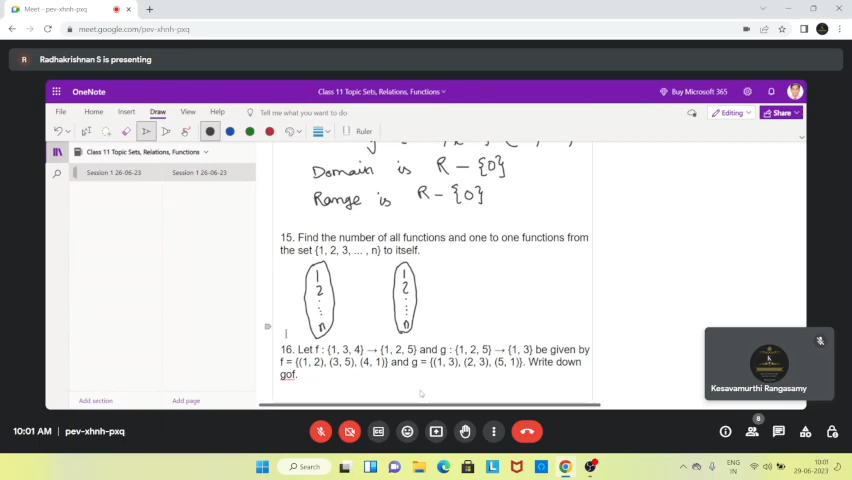 Meet - pev-xhnh-pxq
meet.google.com/pev-xhnh-pxq
R
Radhakrishnan S is presenting
OneNote
Class 11 Topic Sets, Relations, Functions
Buy Microsoft 365
File Home Insert Draw View Help Tell me what you want to do
Editing
Share
Ruler
Class 11 Topic Sets, Relations, Functions
Session 1 26-06-23
Session 1 26-06-23
Domain is R - {0}
Range is R - {0}
15. Find the number of all functions and one to one functions from
the set {1, 2, 3, ... , n} to itself.
1 1
2 2
⋮ ⋮
n n
16. Let f : {1, 3, 4} → {1, 2, 5} and g : {1, 2, 5} → {1, 3} be given by
f = {(1, 2), (3, 5), (4, 1)} and g = {(1, 3), (2, 3), (5, 1)}. Write down
gof.
Add section
Add page
K
Kesavamurthi Rangasamy
10:01 AM
pev-xhnh-pxq
8
Search
ENG
IN
10:01
29-06-2023